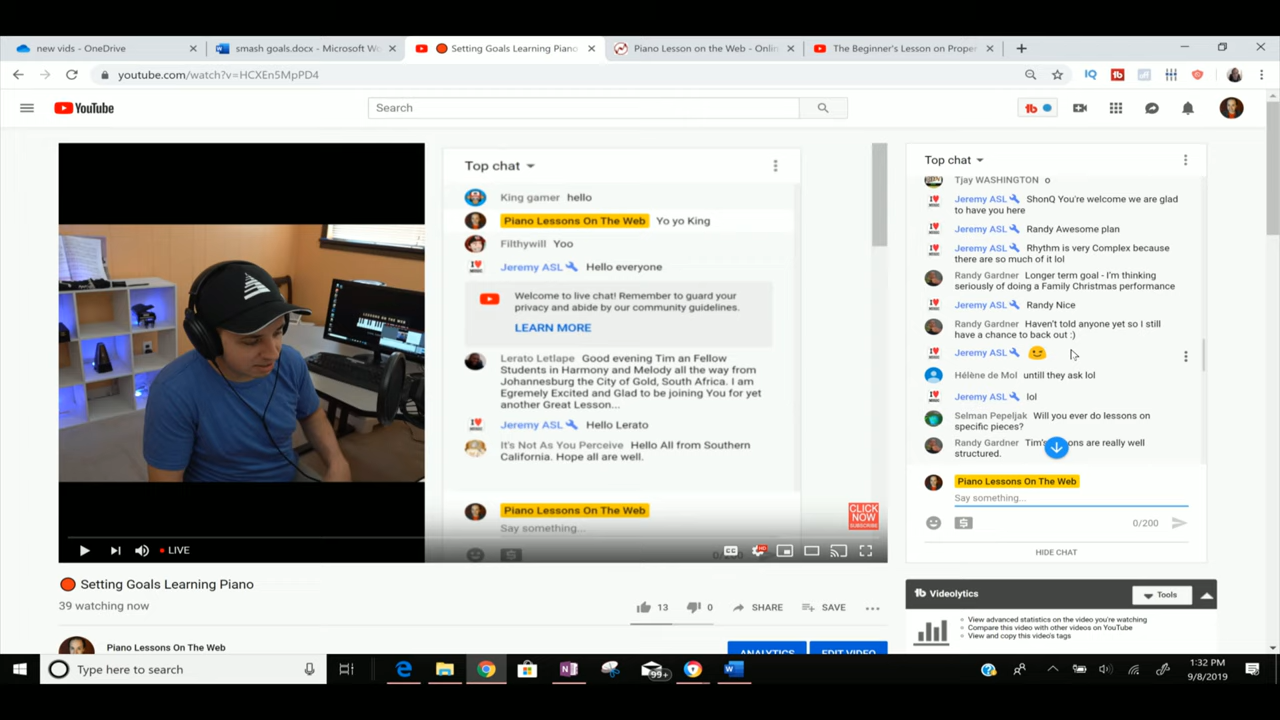 new vids - OneDrive
smash goals.docx - Microsoft Wo
Setting Goals Learning Piano
Piano Lesson on the Web - Onlin
The Beginner's Lesson on Proper
youtube.com/watch?v=HCXEn5MpPD4
YouTube
Search
Top chat
King gamer hello
Piano Lessons On The Web Yo yo King
Filthywill Yoo
Jeremy ASL Hello everyone
Welcome to live chat! Remember to guard your
privacy and abide by our community guidelines.
LEARN MORE
Lerato Letlape Good evening Tim an Fellow
Students in Harmony and Melody all the way from
Johannesburg the City of Gold, South Africa. I am
Egremely Excited and Glad to be joining You for yet
another Great Lesson...
Jeremy ASL Hello Lerato
It's Not As You Perceive Hello All from Southern
California. Hope all are well.
Piano Lessons On The Web
Say something...
CLICK
NOW
SUBSCRIBE
LIVE
HD
Top chat
Tjay WASHINGTON o
Jeremy ASL ShonQ You're welcome we are glad
to have you here
Jeremy ASL Randy Awesome plan
Jeremy ASL Rhythm is very Complex because
there are so much of it lol
Randy Gardner Longer term goal - I'm thinking
seriously of doing a Family Christmas performance
Jeremy ASL Randy Nice
Randy Gardner Haven't told anyone yet so I still
have a chance to back out :)
Jeremy ASL
Hélène de Mol untill they ask lol
Jeremy ASL lol
Selman Pepeljak Will you ever do lessons on
specific pieces?
Randy Gardner are really well
structured.
Piano Lessons On The Web
Say something...
0/200
HIDE CHAT
Setting Goals Learning Piano
39 watching now
13
0
SHARE
SAVE
Piano Lessons On The Web
ANALYTICS
EDIT VIDEO
tb Videolytics
Tools
View advanced statistics on the video you're watching
Compare this video with other videos on YouTube
View and copy this video's tags
Type here to search
99+
1:32 PM
9/8/2019